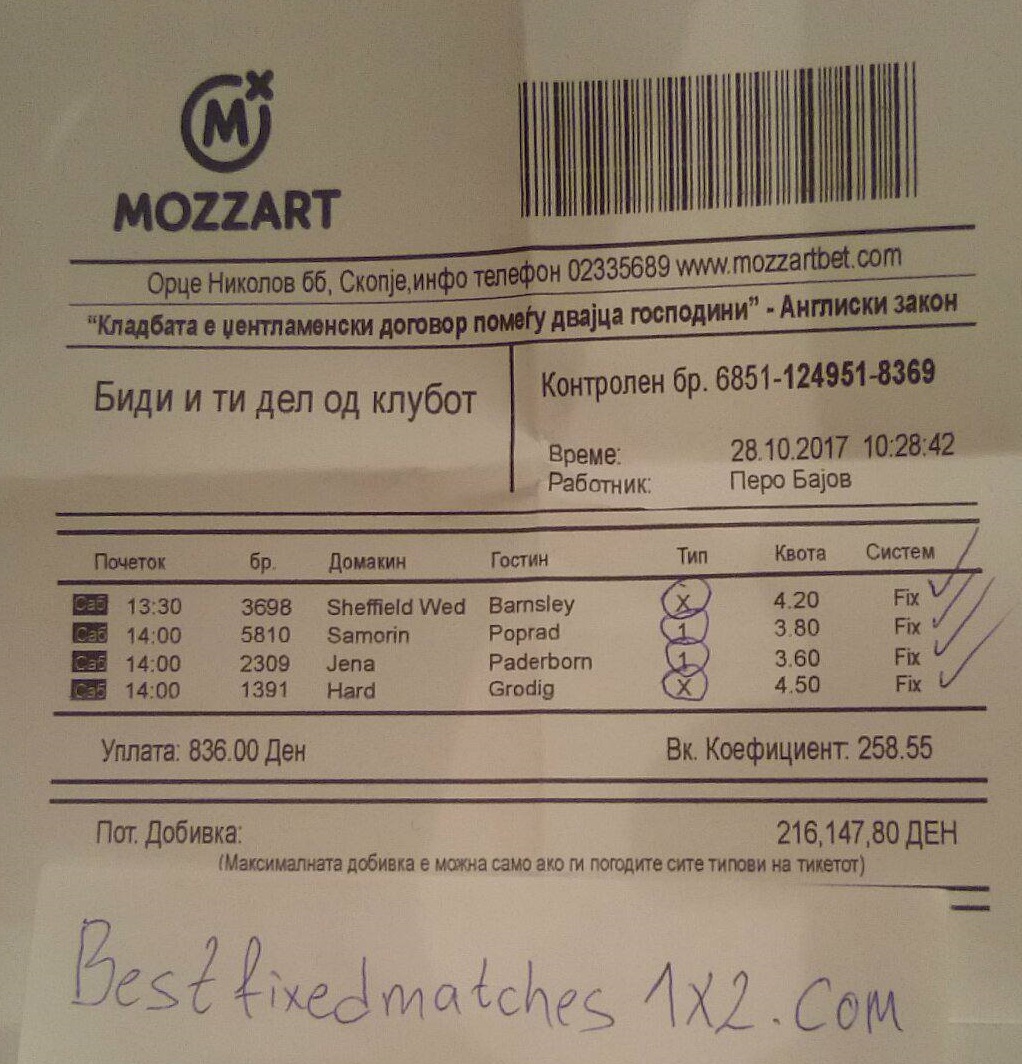 MOZZART
Орце Николов бб, Скопје,инфо телефон 02335689 www.mozzartbet.com
“Кладбата е џентламенски договор помеѓу двајца господини” - Англиски закон
Биди и ти дел од клубот
Контролен бр. 6851-124951-8369
Време: 28.10.2017 10:28:42
Работник: Перо Бајов
Почеток бр. Домакин Гостин Тип Квота Систем
Саб 13:30 3698 Sheffield Wed Barnsley X 4.20 Fix
Саб 14:00 5810 Samorin Poprad 1 3.80 Fix
Саб 14:00 2309 Jena Paderborn 1 3.60 Fix
Саб 14:00 1391 Hard Grodig X 4.50 Fix
Уплата: 836.00 Ден Вк. Коефициент: 258.55
Пот. Добивка: 216,147,80 ДЕН
(Максималната добивка е можна само ако ги погодите сите типови на тикетот)
Bestfixedmatches 1X2.com